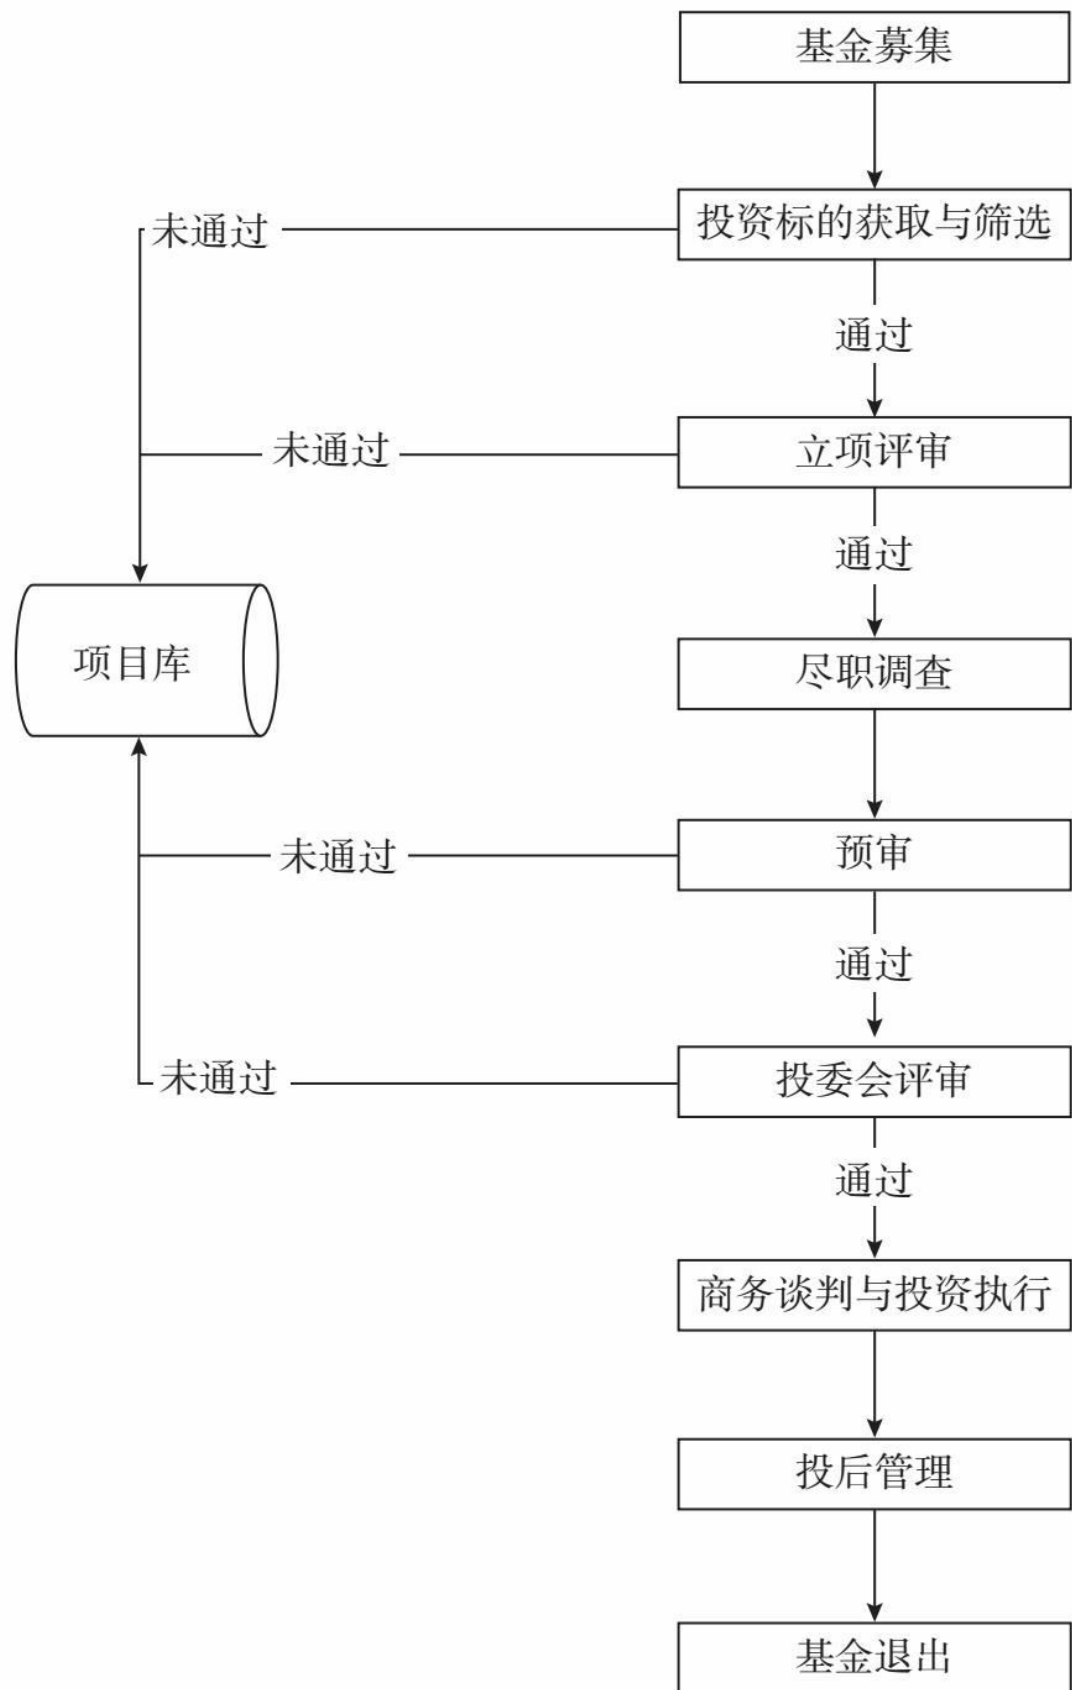 基金募集
投资标的获取与筛选
未通过
通过
立项评审
未通过
通过
项目库
尽职调查
预审
未通过
通过
投委会评审
未通过
通过
商务谈判与投资执行
投后管理
基金退出